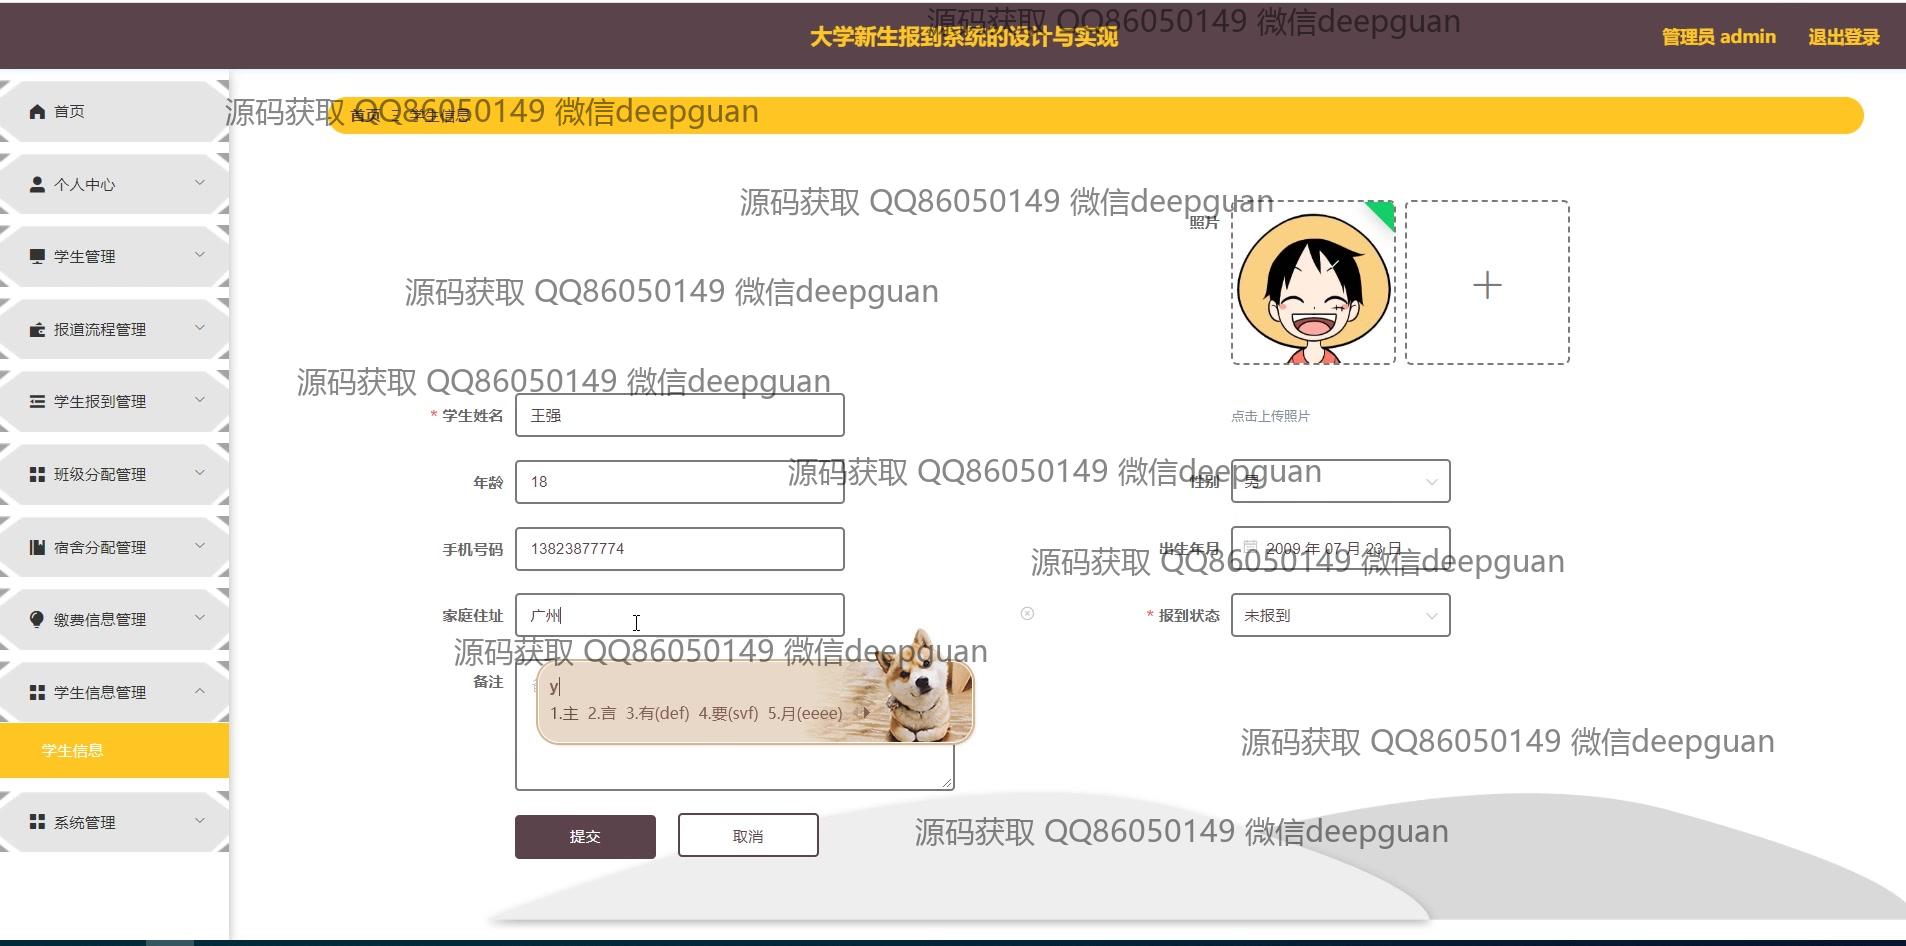 大学新生报到系统的设计与实现
管理员 admin
退出登录
源码获取 QQ86050149 微信deepguan
首页
个人中心
学生管理
报道流程管理
学生报到管理
班级分配管理
宿舍分配管理
缴费信息管理
学生信息管理
学生信息
系统管理
首页
学生信息
源码获取 QQ86050149 微信deepguan
源码获取 QQ86050149 微信deepguan
照片
源码获取 QQ86050149 微信deepguan
源码获取 QQ86050149 微信deepguan
* 学生姓名 王强
点击上传照片
源码获取 QQ86050149 微信deepguan
年龄 18
性别 男
手机号码 13823877774
出生年月 2009 年 07 月 23 日
源码获取 QQ86050149 微信deepguan
家庭住址 广州
* 报到状态 未报到
源码获取 QQ86050149 微信deepguan
备注
y
1.主 2.言 3.有(def) 4.要(svf) 5.月(eeee)
源码获取 QQ86050149 微信deepguan
提交
取消
源码获取 QQ86050149 微信deepguan